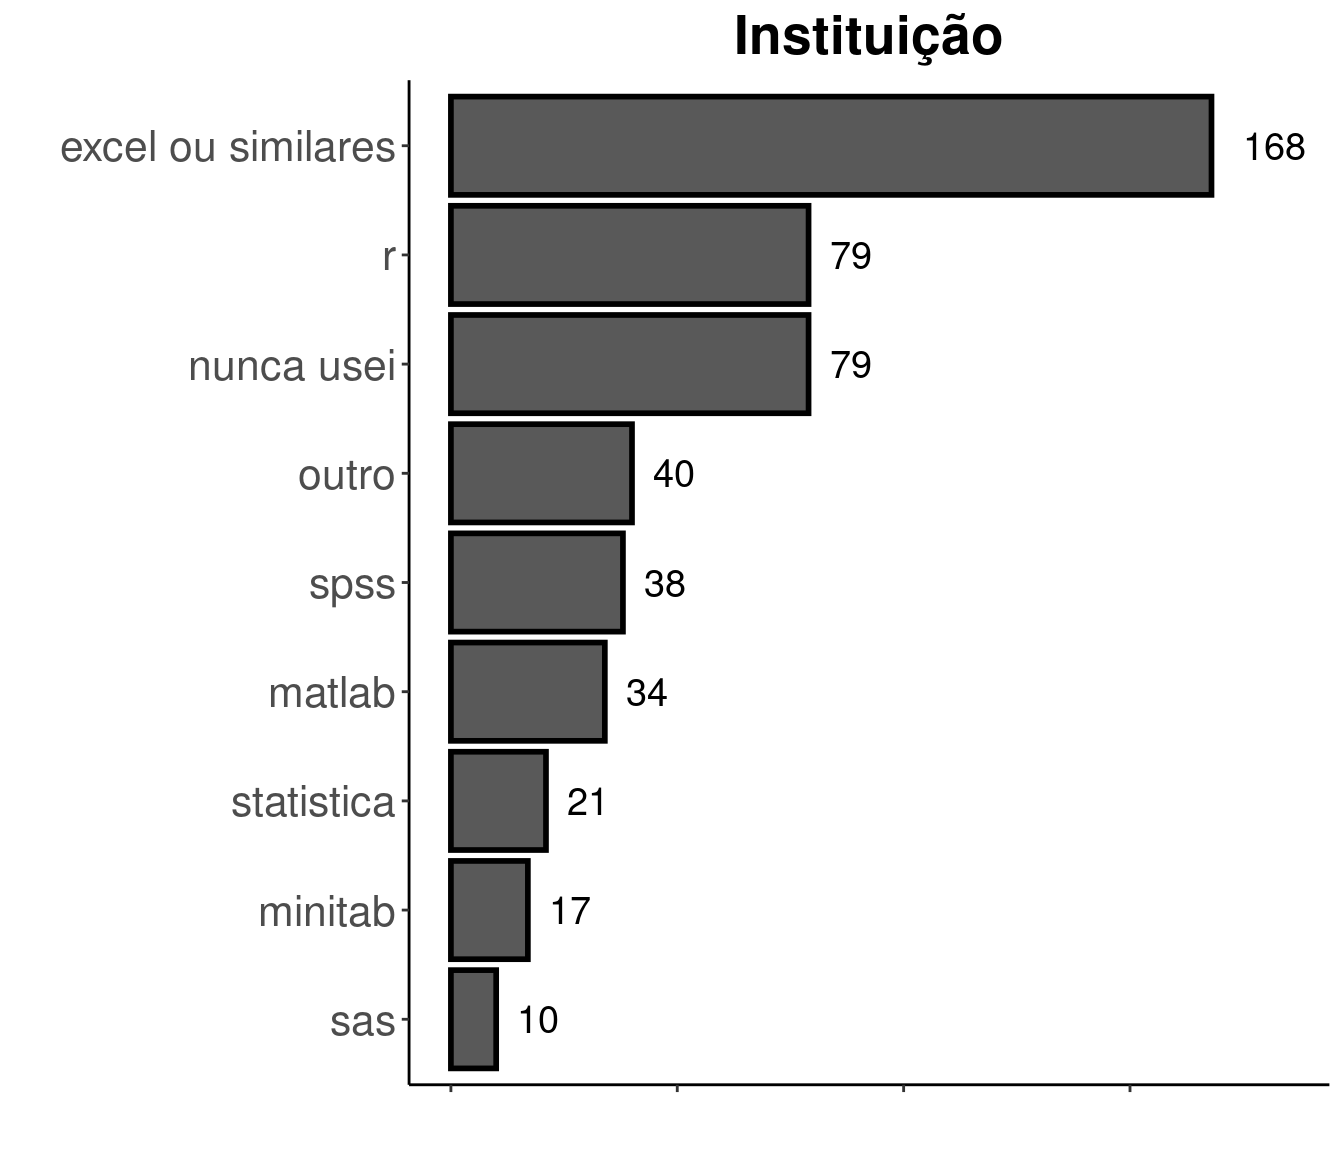 Instituição
excel ou similares 168
r 79
nunca usei 79
outro 40
spss 38
matlab 34
statistica 21
minitab 17
sas 10